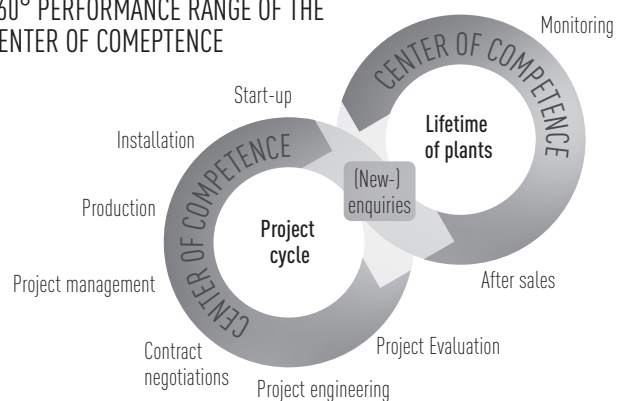 60° PERFORMANCE RANGE OF THE
ENTER OF COMEPTENCE
Monitoring
CENTER OF COMPETENCE
Start-up
Lifetime
of plants
Installation
CENTER OF COMPETENCE
(New-)
enquiries
Production
Project
cycle
Project management
After sales
Contract
negotiations
Project Evaluation
Project engineering